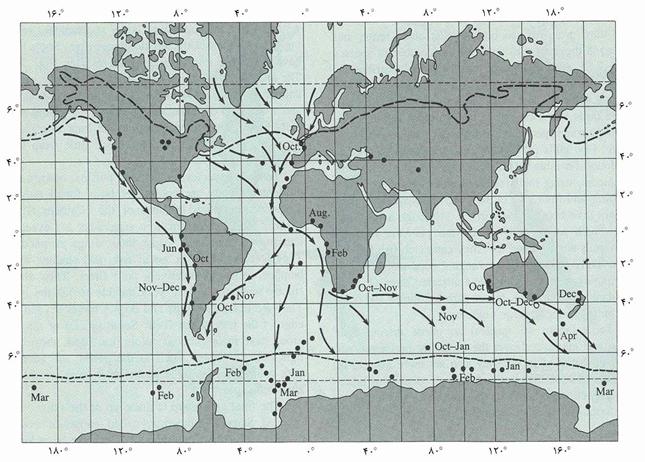 ۱۶۰° ۱۲۰° ۸۰° ۴۰° ۰° ۴۰° ۸۰° ۱۲۰° ۱۸۰°
۶۰° ۶۰°
Oct.
۴۰° ۴۰°
۲۰° ۲۰°
Aug.
۰° ۰°
Jun Oct Feb
۳۰° ۳۰°
Nov-Dec Nov Oct-Nov Oct Oct-Dec Dec
۴۰° Oct Nov ۴۰°
Apr
۶۰° Oct-Jan ۶۰°
Feb Jan Feb Jan
Mar Feb Mar Mar
۱۸۰° ۱۲۰° ۸۰° ۴۰° ۰° ۴۰° ۸۰° ۱۲۰° ۱۶۰°